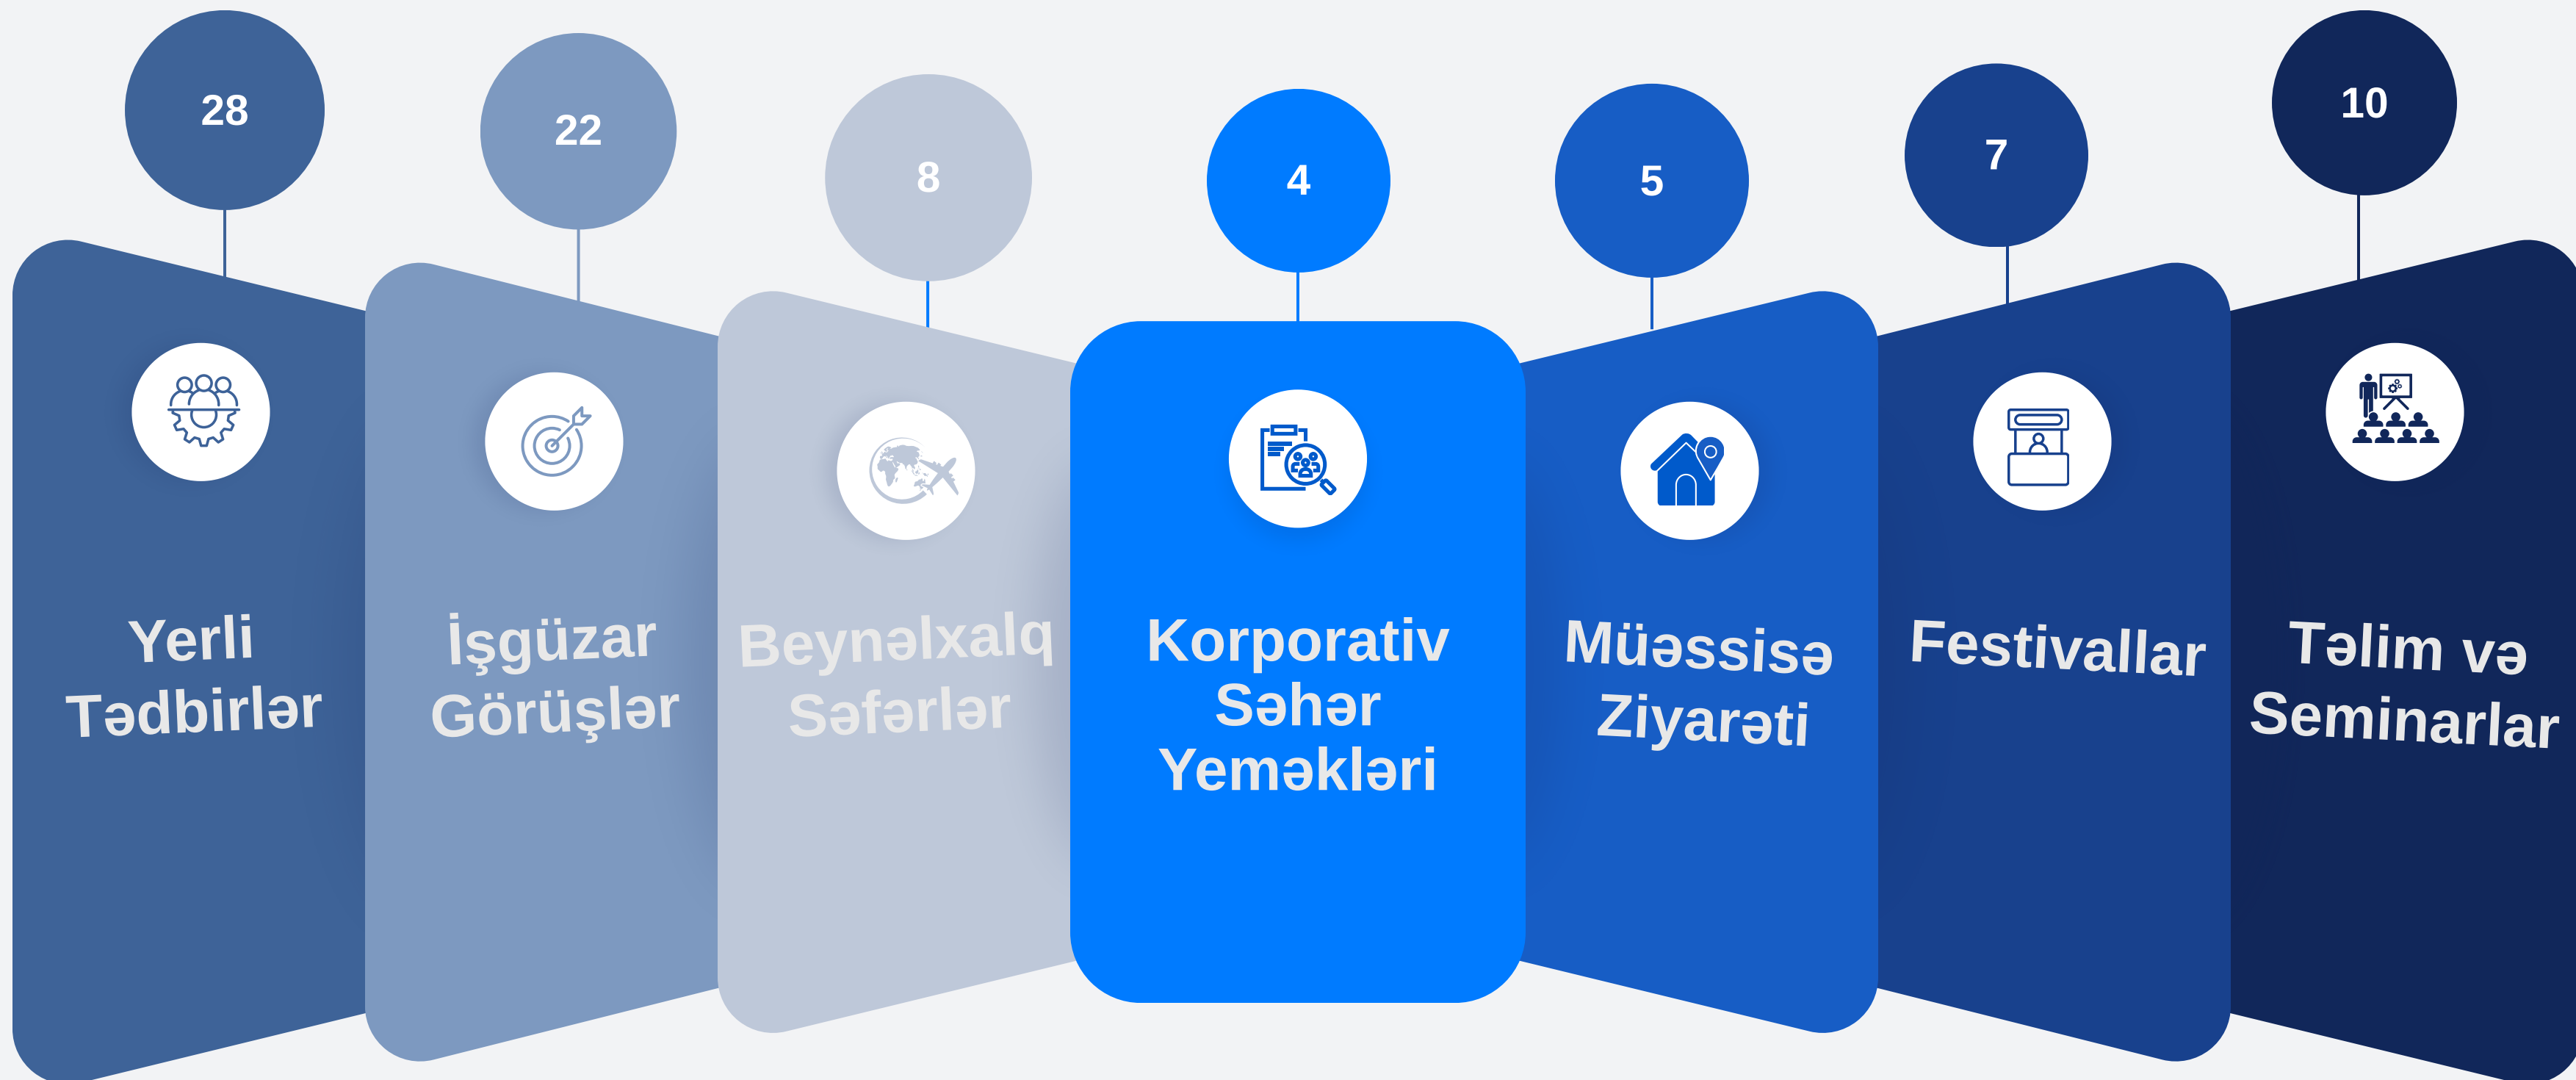 28
22
8
4
5
7
10
Yerli
Tədbirlər
İşgüzar
Görüşlər
Beynəlxalq
Səfərlər
Korporativ
Səhər
Yeməkləri
Müəssisə
Ziyarəti
Festivallar
Təlim və
Seminarlar